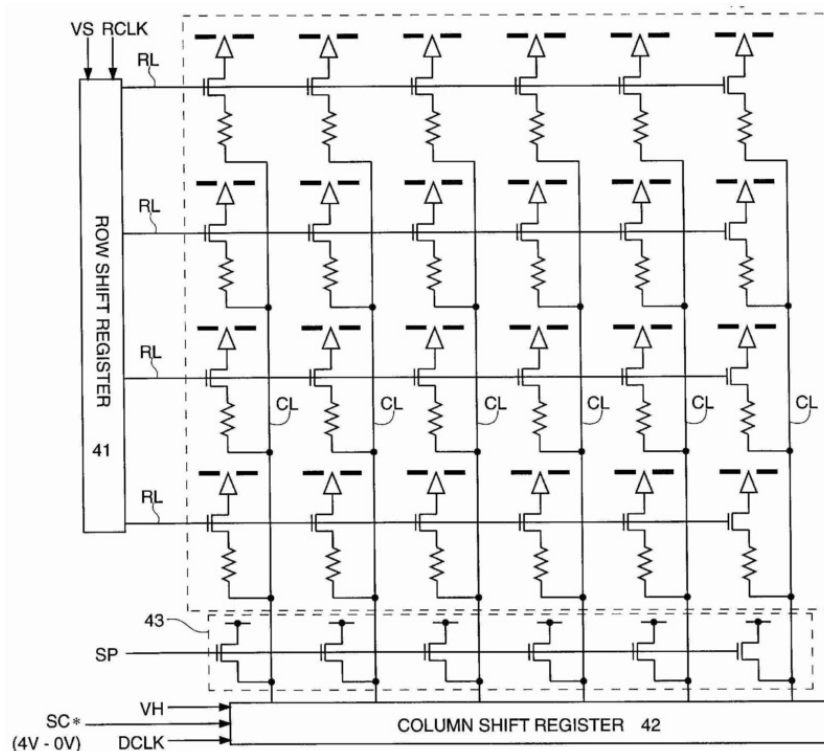 VS RCLK
RL
RL
ROW SHIFT REGISTER 41
RL
CL CL CL CL CL CL
RL
43
SP
VH
SC*
(4V - 0V)
DCLK
COLUMN SHIFT REGISTER 42